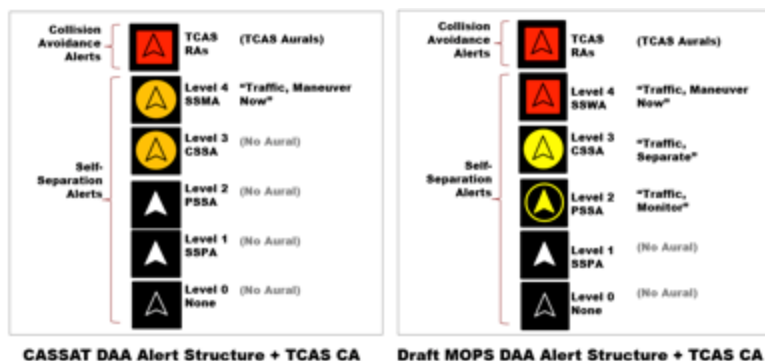 Collision
Avoidance
Alerts
TCAS
RAs
(TCAS Aurals)
Level 4
SSMA
“Traffic, Maneuver
Now”
Level 3
CSSA
(No Aural)
Self-
Separation
Alerts
Level 2
PSSA
(No Aural)
Level 1
SSPA
(No Aural)
Level 0
None
(No Aural)
CASSAT DAA Alert Structure + TCAS CA
Collision
Avoidance
Alerts
TCAS
RAs
(TCAS Aurals)
Level 4
SSWA
“Traffic, Maneuver
Now”
Level 3
CSSA
“Traffic,
Separate”
Self-
Separation
Alerts
Level 2
PSSA
“Traffic,
Monitor”
Level 1
SSPA
(No Aural)
Level 0
None
(No Aural)
Draft MOPS DAA Alert Structure + TCAS CA